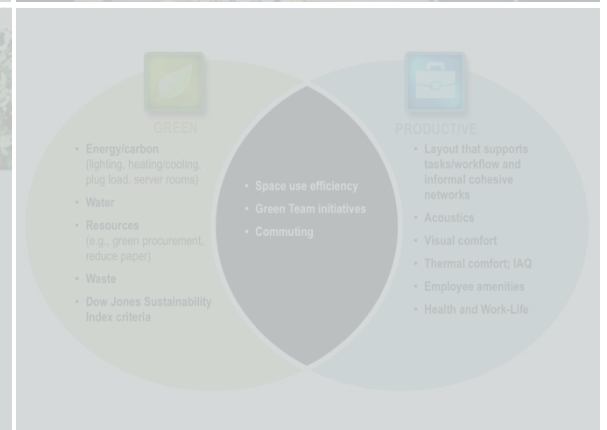 GREEN
• Energy/carbon
(lighting, heating/cooling,
plug load, server rooms)
• Water
• Resources
(e.g., green procurement,
reduce paper)
• Waste
• Dow Jones Sustainability
Index criteria
• Space use efficiency
• Green Team initiatives
• Commuting
PRODUCTIVE
• Layout that supports
tasks/workflow and
informal cohesive
networks
• Acoustics
• Visual comfort
• Thermal comfort; IAQ
• Employee amenities
• Health and Work-Life